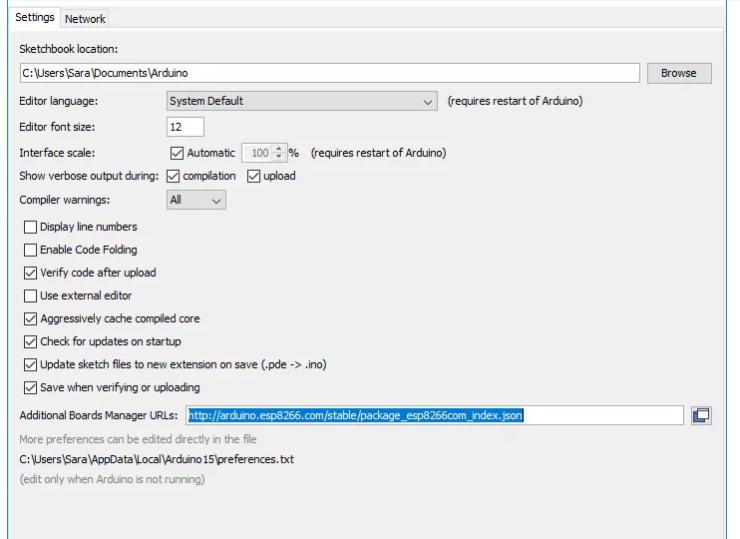 Settings Network
Sketchbook location:
C:\Users\Sara\Documents\Arduino Browse
Editor language: System Default (requires restart of Arduino)
Editor font size: 12
Interface scale: Automatic 100 % (requires restart of Arduino)
Show verbose output during: compilation upload
Compiler warnings: All
Display line numbers
Enable Code Folding
Verify code after upload
Use external editor
Aggressively cache compiled core
Check for updates on startup
Update sketch files to new extension on save (.pde -> .ino)
Save when verifying or uploading
Additional Boards Manager URLs: http://arduino.esp8266.com/stable/package_esp8266com_index.json
More preferences can be edited directly in the file
C:\Users\Sara\AppData\Local\Arduino15\preferences.txt
(edit only when Arduino is not running)